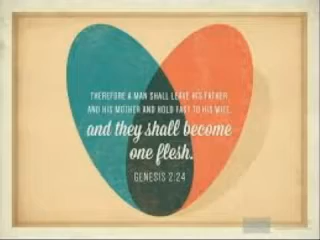 THEREFORE A MAN SHALL LEAVE HIS FATHER
AND HIS MOTHER AND HOLD FAST TO HIS WIFE,
and they shall become
one flesh.
GENESIS 2:24